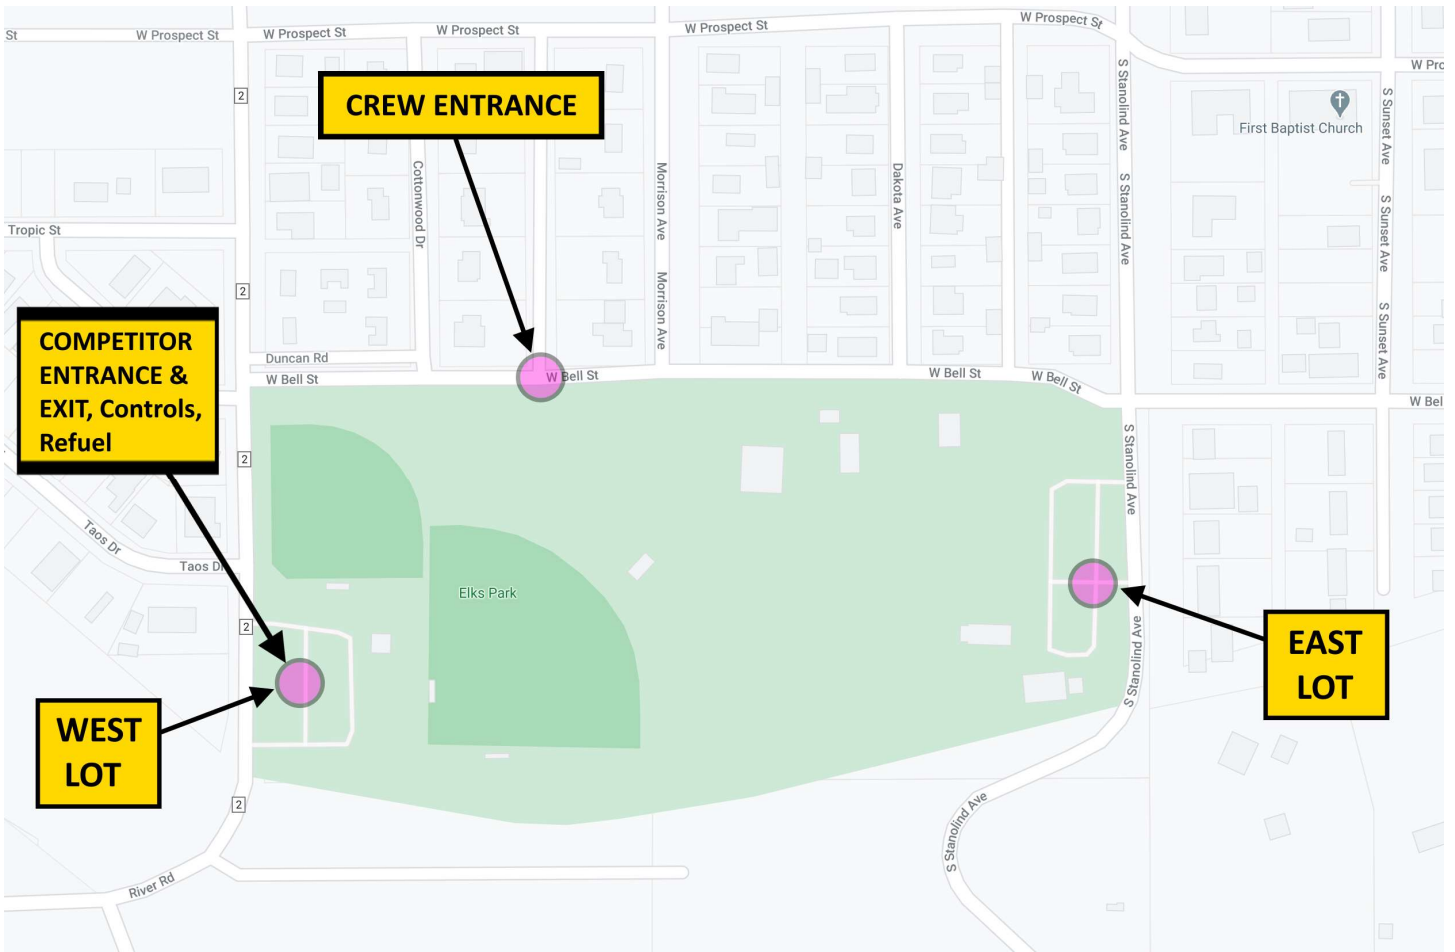 St
W Prospect St
W Prospect St
W Prospect St
W Prospect St
W Prospect St
W Pro
2
CREW ENTRANCE
S Stanolind Ave
S Sunset Ave
First Baptist Church
Cottonwood Dr
Morrison Ave
Dakota Ave
S Stanolind Ave
S Sunset Ave
Tropic St
2
Morrison Ave
S Sunset Ave
COMPETITOR
ENTRANCE &
EXIT, Controls,
Refuel
Duncan Rd
W Bell St
W Bell St
W Bell St
W Bell St
W Bel
2
S Stanolind Ave
Taos Dr
Taos Dr
Elks Park
2
S Stanolind Ave
EAST
LOT
WEST
LOT
2
S Stanolind Ave
River Rd